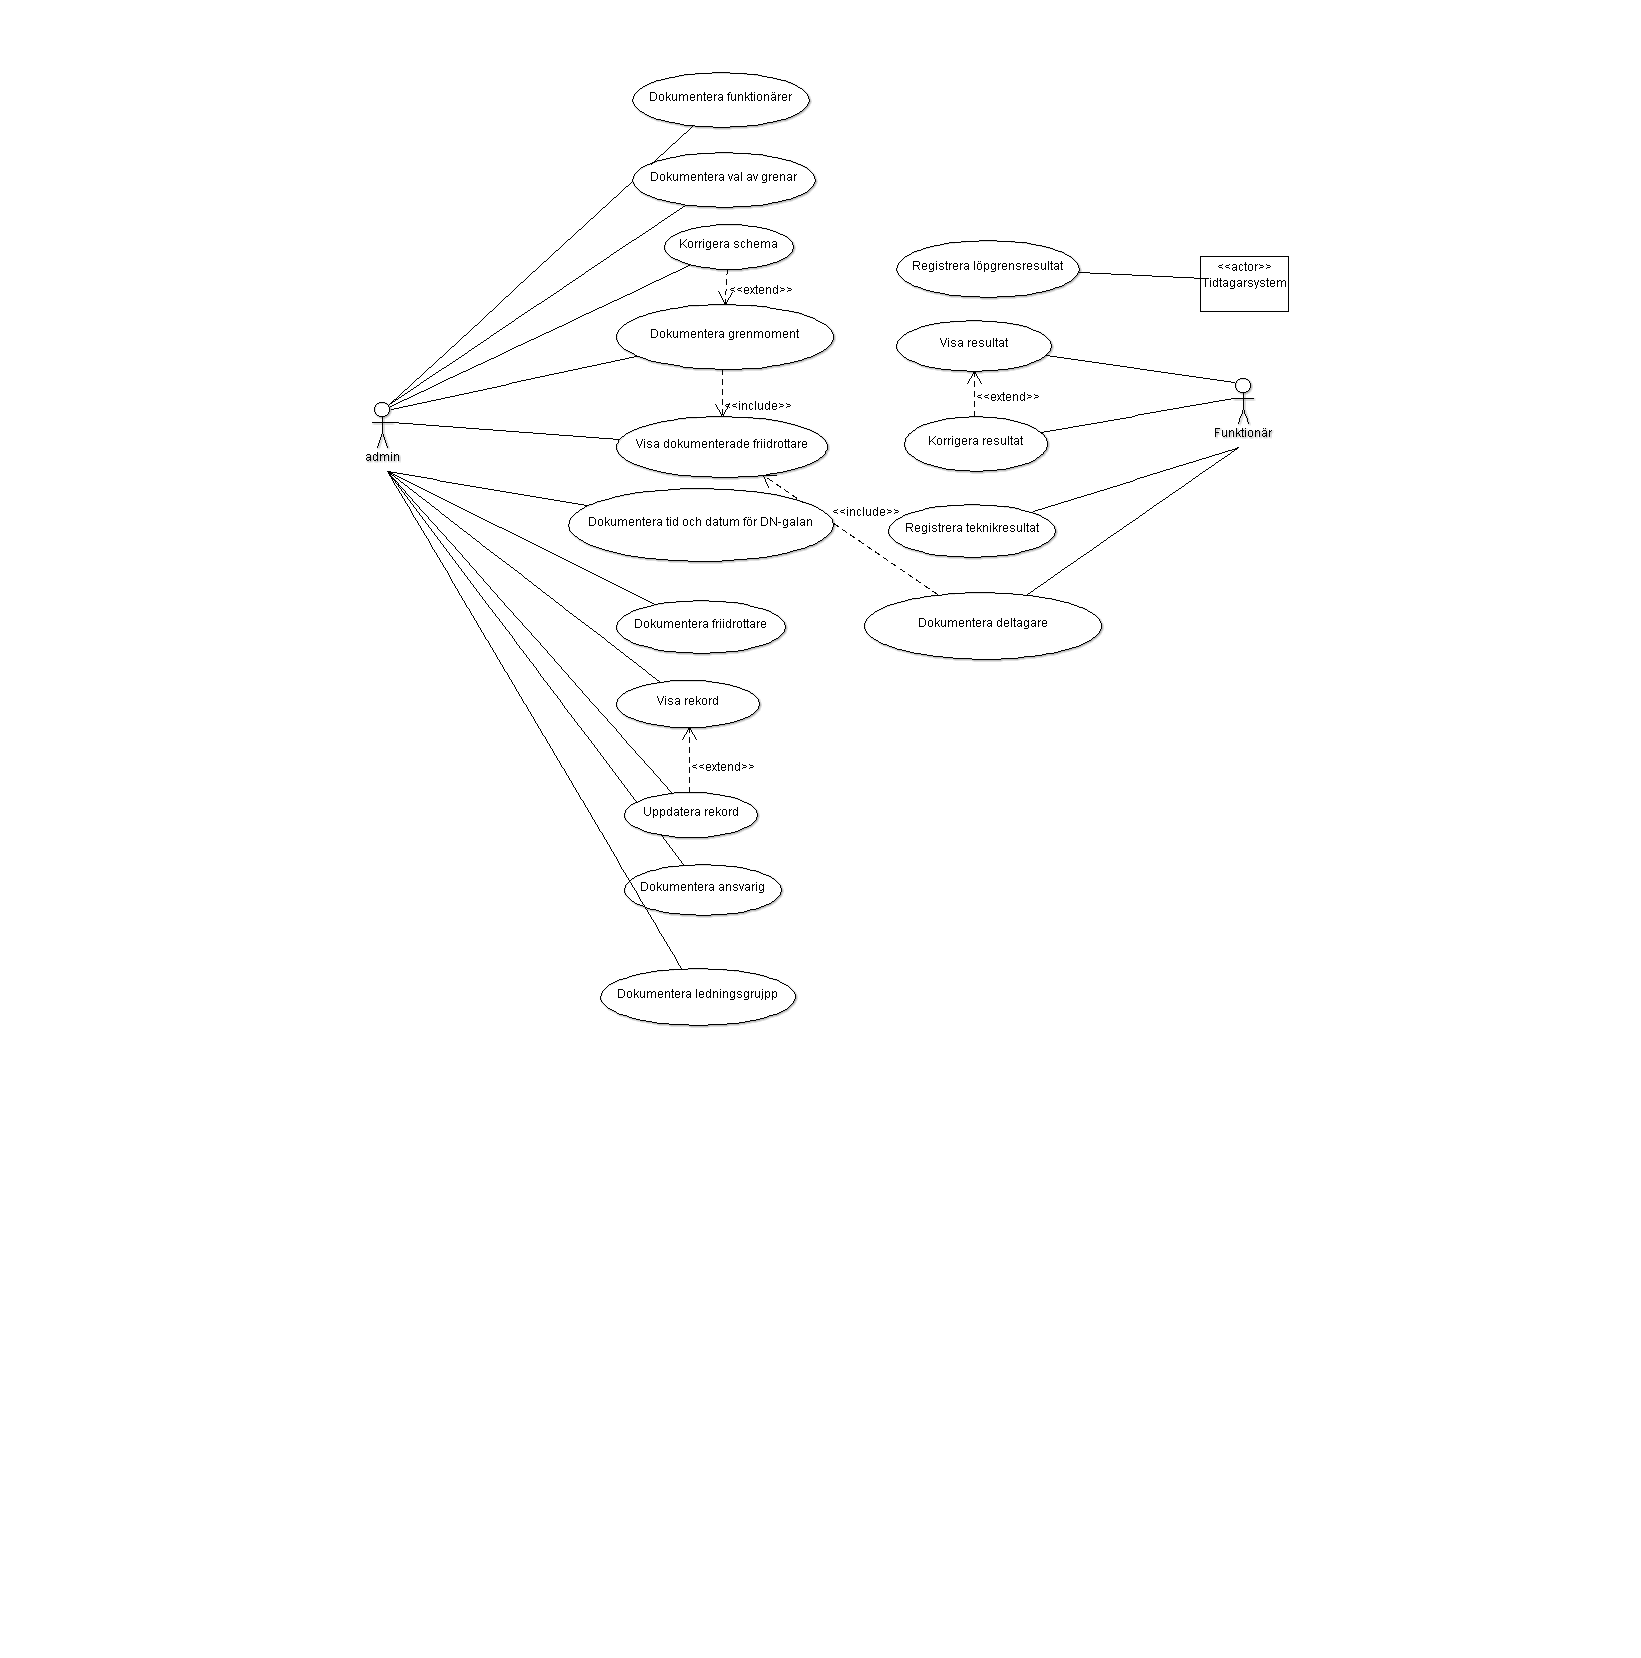 Dokumentera funktionärer
Dokumentera val av grenar
Korrigera schema
<<extend>>
Dokumentera grenmoment
<<include>>
Visa dokumenterade friidrottare
admin
Dokumentera tid och datum för DN-galan
<<include>>
Dokumentera friidrottare
Visa rekord
<<extend>>
Uppdatera rekord
Dokumentera ansvarig
Dokumentera ledningsgrujpp
Registrera löpgrensresultat
<<actor>>
Tidtagarsystem
Visa resultat
<<extend>>
Korrigera resultat
Funktionär
Registrera teknikresultat
Dokumentera deltagare